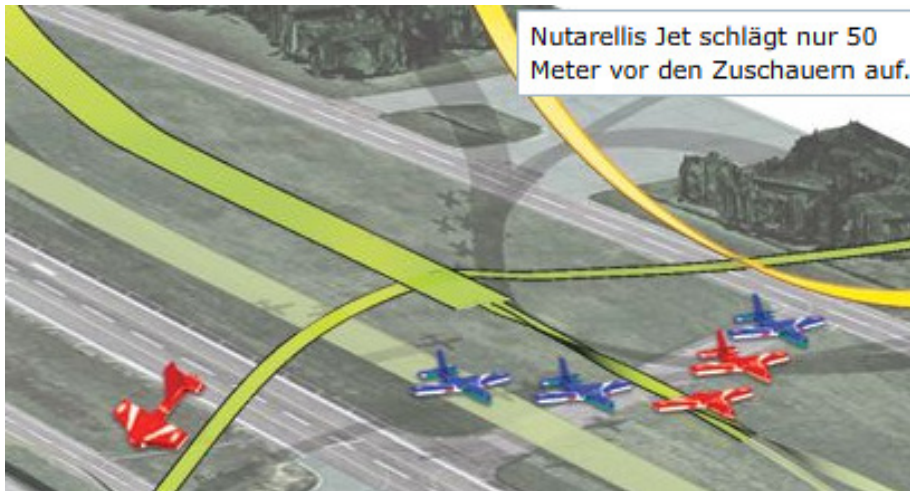 Nutarellis Jet schlägt nur 50
Meter vor den Zuschauern auf.